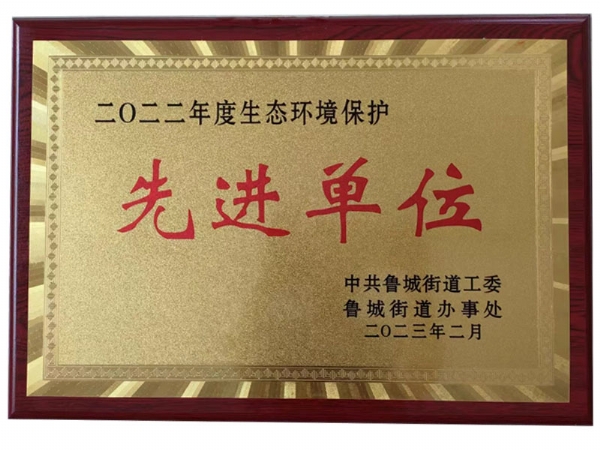 二〇二二年度生态环境保护
先进单位
中共鲁城街道工委
鲁城街道办事处
二〇二三年二月